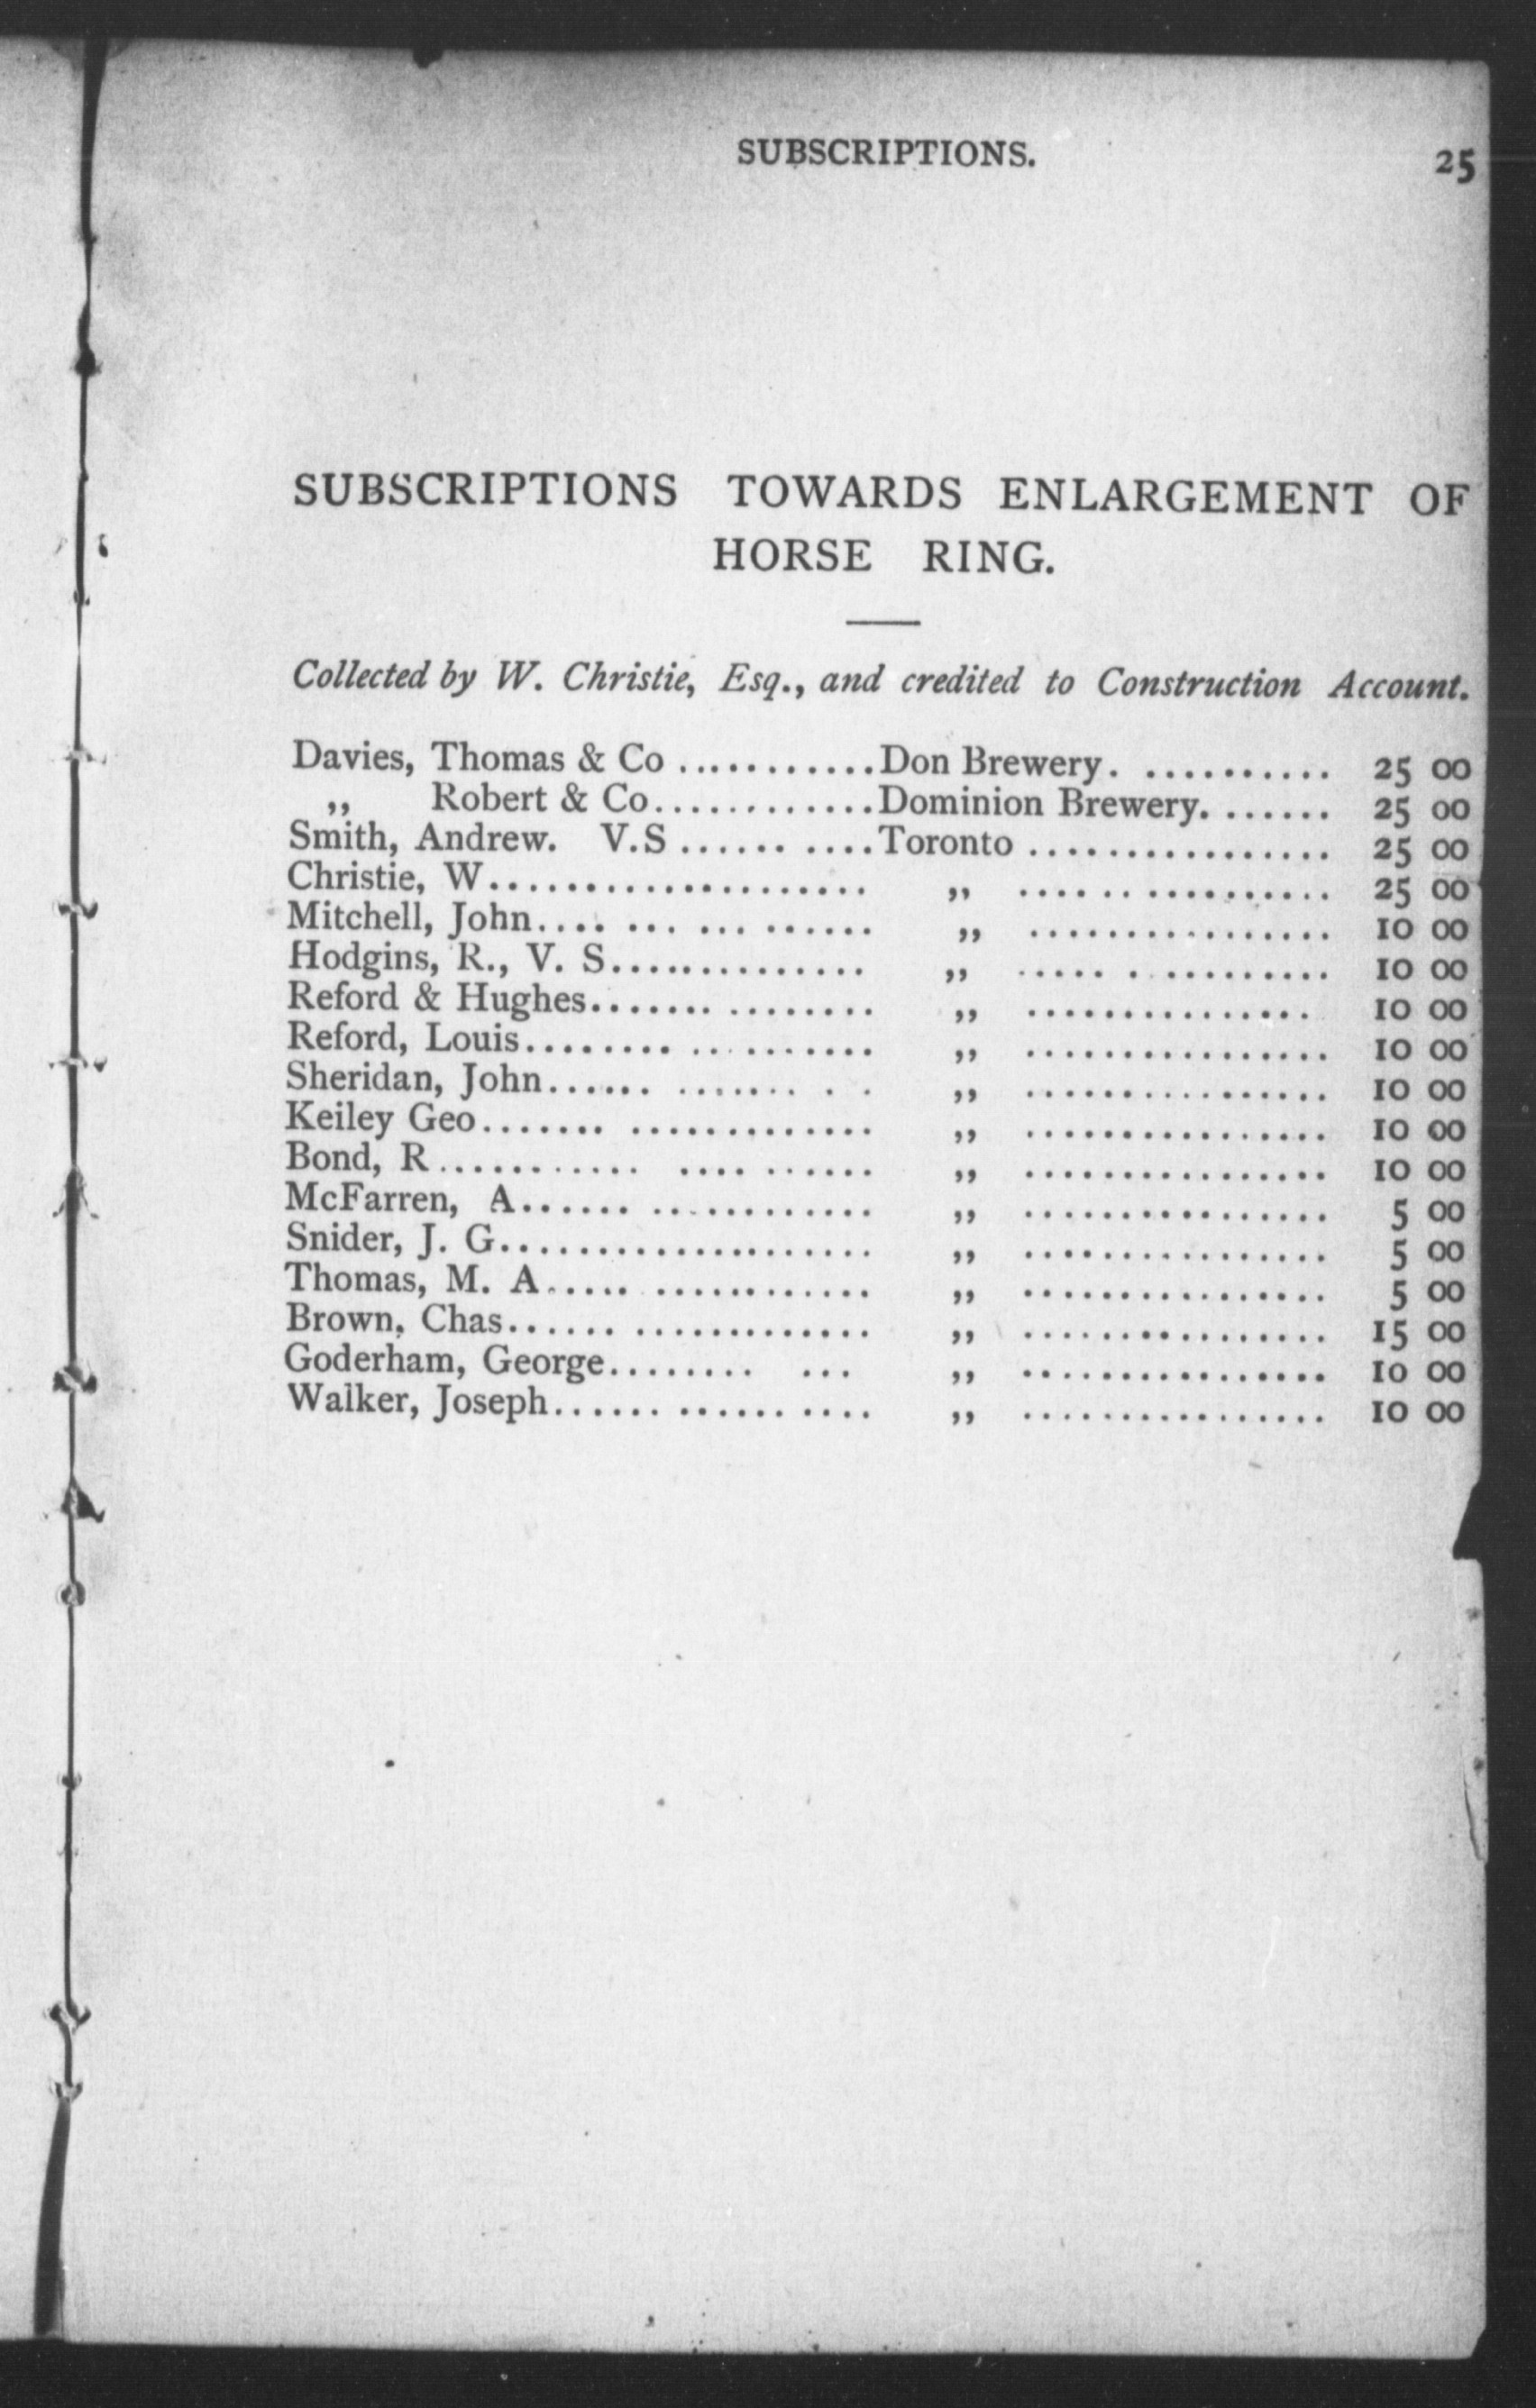 SUBSCRIPTIONS. 25
SUBSCRIPTIONS TOWARDS ENLARGEMENT OF
HORSE RING.
Collected by W. Christie, Esq., and credited to Construction Account.
Davies, Thomas & Co ............Don Brewery. .......... 25 00
„ Robert & Co............Dominion Brewery. ...... 25 00
Smith, Andrew. V.S ...... ....Toronto ................ 25 00
Christie, W.................... „ ................ 25 00
Mitchell, John.... ... ... ...... „ ................ 10 00
Hodgins, R., V. S.............. „ ..... . .......... 10 00
Reford & Hughes....... ........ „ ............... 10 00
Reford, Louis........ .......... „ ................ 10 00
Sheridan, John...... ....... . . „ ................ 10 00
Keiley Geo....... ............. „ ................ 10 00
Bond, R........... .... ...... „ ................ 10 00
McFarren, A...... ............ „ ................ 5 00
Snider, J. G................... „ ................ 5 00
Thomas, M. A...... ............ „ ................ 5 00
Brown, Chas...... ............. „ ................ 15 00
Goderham, George........ ... „ ................ 10 00
Walker, Joseph...... ...... .... „ ................ 10 00